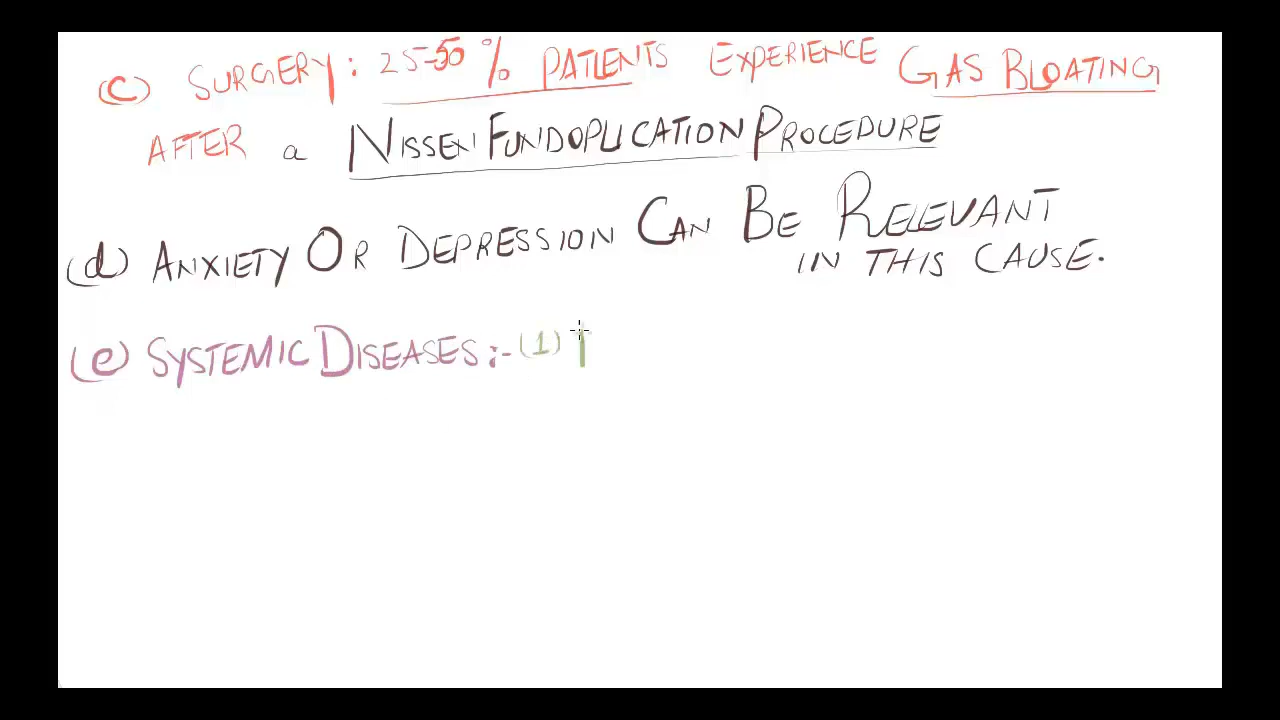 (c) SURGERY: 25-50 % PATIENTS EXPERIENCE GAS BLOATING
AFTER a NISSEN FUNDOPLICATION PROCEDURE
(d) ANXIETY OR DEPRESSION CAN BE RELEVANT
IN THIS CAUSE.
(e) SYSTEMIC DISEASES:- (1)